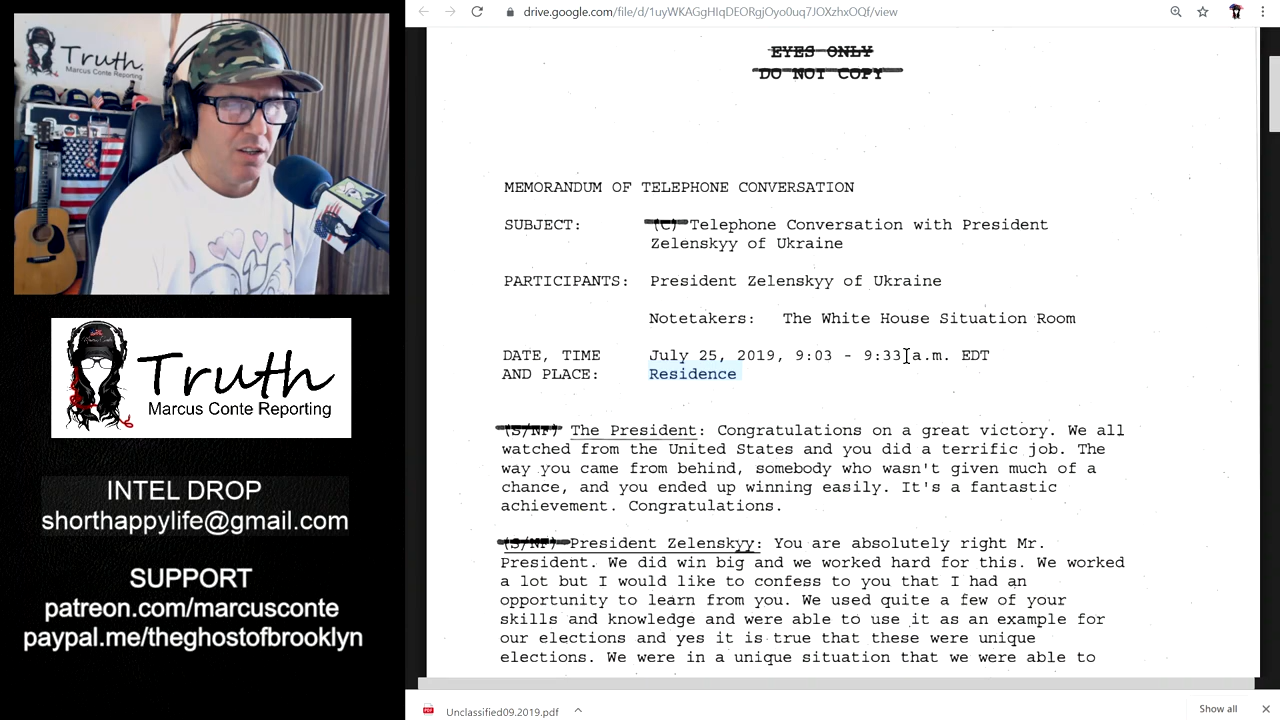 Truth.
Marcus Conte Reporting
Truth
Marcus Conte Reporting
INTEL DROP
shorthappylife@gmail.com
SUPPORT
patreon.com/marcusconte
paypal.me/theghostofbrooklyn
drive.google.com/file/d/1uyWKAGgHIqDEORgjOyo0uq7JOXzhxOQf/view
EYES ONLY
DO NOT COPY
MEMORANDUM OF TELEPHONE CONVERSATION
SUBJECT: (C) Telephone Conversation with President
Zelenskyy of Ukraine
PARTICIPANTS: President Zelenskyy of Ukraine
Notetakers: The White House Situation Room
DATE, TIME July 25, 2019, 9:03 - 9:33 a.m. EDT
AND PLACE: Residence
(S/NF) The President: Congratulations on a great victory. We all
watched from the United States and you did a terrific job. The
way you came from behind, somebody who wasn't given much of a
chance, and you ended up winning easily. It's a fantastic
achievement. Congratulations.
(S/NF) President Zelenskyy: You are absolutely right Mr.
President. We did win big and we worked hard for this. We worked
a lot but I would like to confess to you that I had an
opportunity to learn from you. We used quite a few of your
skills and knowledge and were able to use it as an example for
our elections and yes it is true that these were unique
elections. We were in a unique situation that we were able to
Unclassified09.2019.pdf
Show all